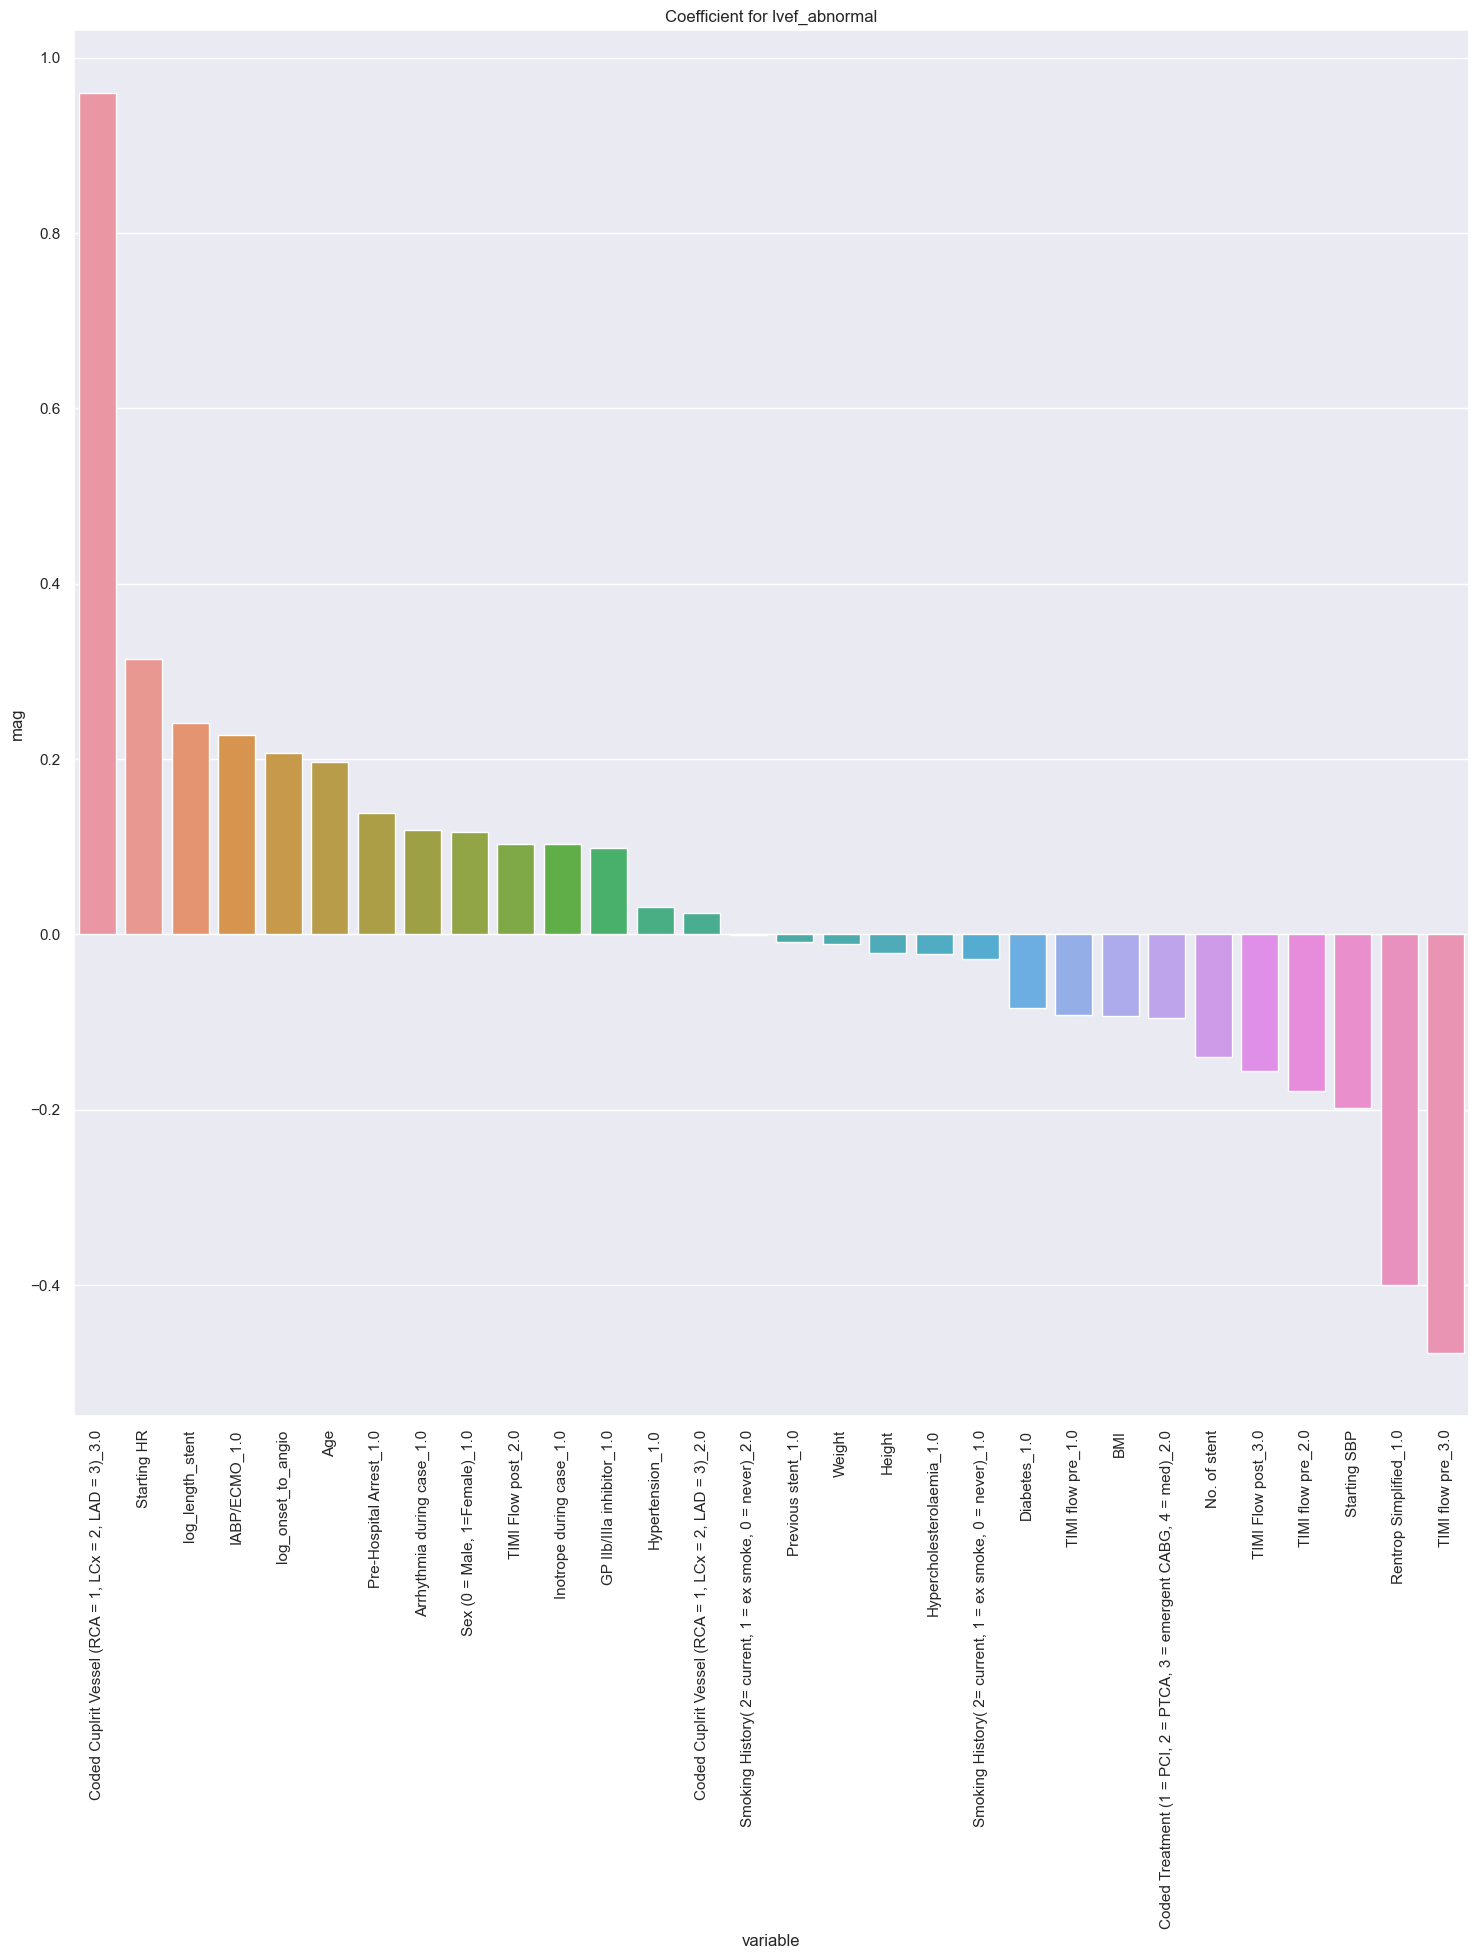 Coefficient for lvef_abnormal
1.0
0.8
0.6
0.4
0.2
0.0
−0.2
−0.4
mag
Coded Cuplrit Vessel (RCA = 1, LCx = 2, LAD = 3)_3.0
Starting HR
log_length_stent
IABP/ECMO_1.0
log_onset_to_angio
Age
Pre-Hospital Arrest_1.0
Arrhythmia during case_1.0
Sex (0 = Male, 1=Female)_1.0
TIMI Flow post_2.0
Inotrope during case_1.0
GP IIb/IIIa inhibitor_1.0
Hypertension_1.0
Coded Cuplrit Vessel (RCA = 1, LCx = 2, LAD = 3)_2.0
Smoking History( 2= current, 1 = ex smoke, 0 = never)_2.0
Previous stent_1.0
Weight
Height
Hypercholesterolaemia_1.0
Smoking History( 2= current, 1 = ex smoke, 0 = never)_1.0
Diabetes_1.0
TIMI flow pre_1.0
BMI
Coded Treatment (1 = PCI, 2 = PTCA, 3 = emergent CABG, 4 = med)_2.0
No. of stent
TIMI Flow post_3.0
TIMI flow pre_2.0
Starting SBP
Rentrop Simplified_1.0
TIMI flow pre_3.0
variable